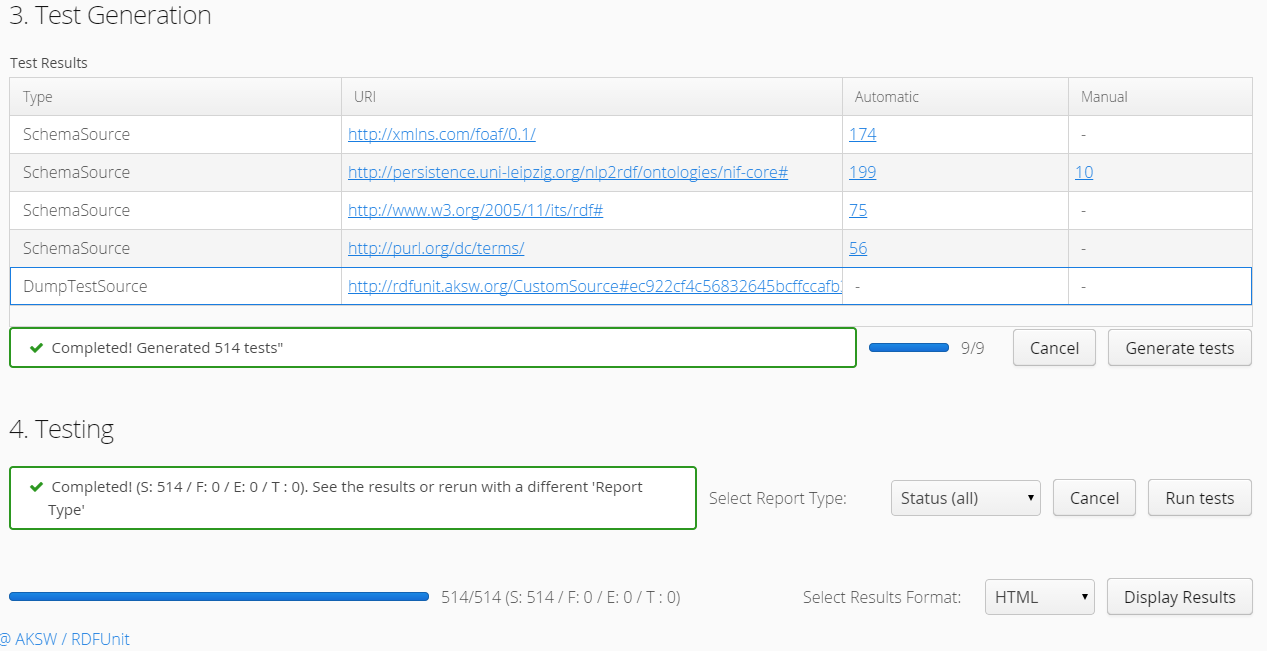 3. Test Generation
Test Results
Type URI Automatic Manual
SchemaSource http://xmlns.com/foaf/0.1/ 174 -
SchemaSource http://persistence.uni-leipzig.org/nlp2rdf/ontologies/nif-core# 199 10
SchemaSource http://www.w3.org/2005/11/its/rdf# 75 -
SchemaSource http://purl.org/dc/terms/ 56 -
DumpTestSource http://rdfunit.aksw.org/CustomSource#ec922cf4c56832645bcffccafb - -
Completed! Generated 514 tests" 9/9 Cancel Generate tests
4. Testing
Completed! (S: 514 / F: 0 / E: 0 / T : 0). See the results or rerun with a different 'Report
Type'
Select Report Type: Status (all) Cancel Run tests
514/514 (S: 514 / F: 0 / E: 0 / T : 0) Select Results Format: HTML Display Results
@ AKSW / RDFUnit